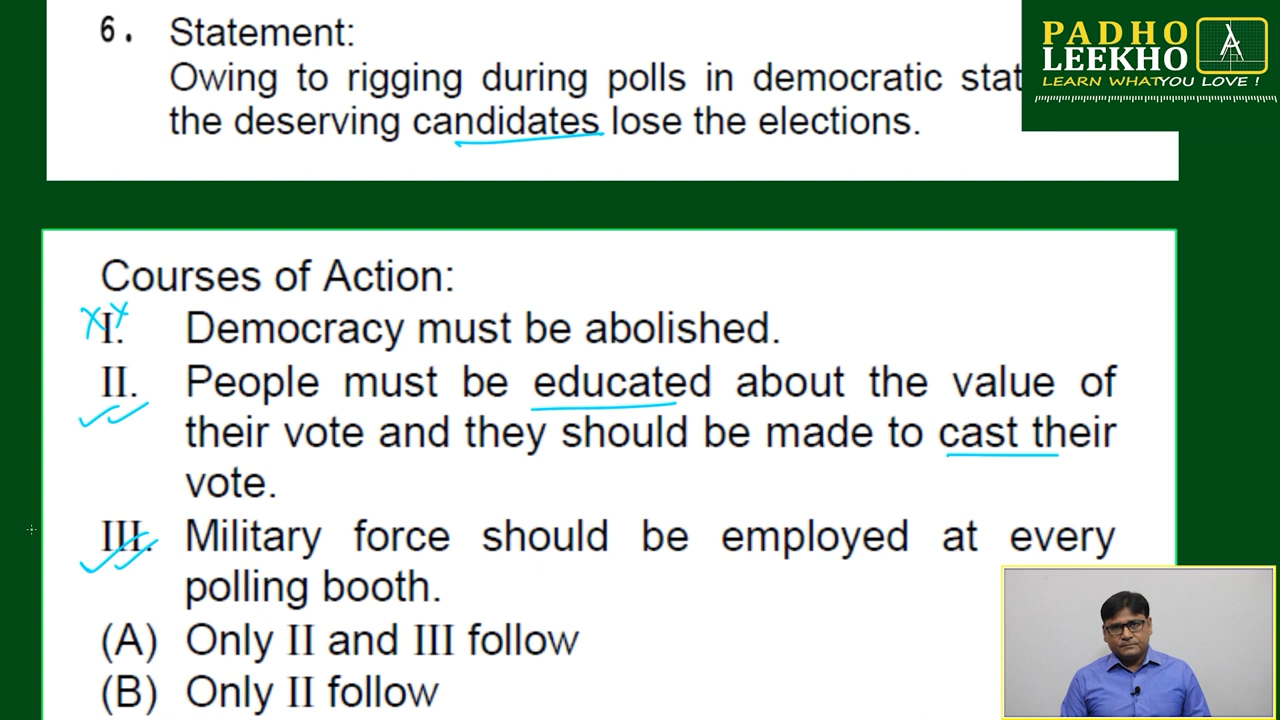 6. Statement:
Owing to rigging during polls in democratic stat
the deserving candidates lose the elections.
PADHO
LEEKHO
LEARN WHAT YOU LOVE !
Courses of Action:
I. Democracy must be abolished.
II. People must be educated about the value of
their vote and they should be made to cast their
vote.
III. Military force should be employed at every
polling booth.
(A) Only II and III follow
(B) Only II follow